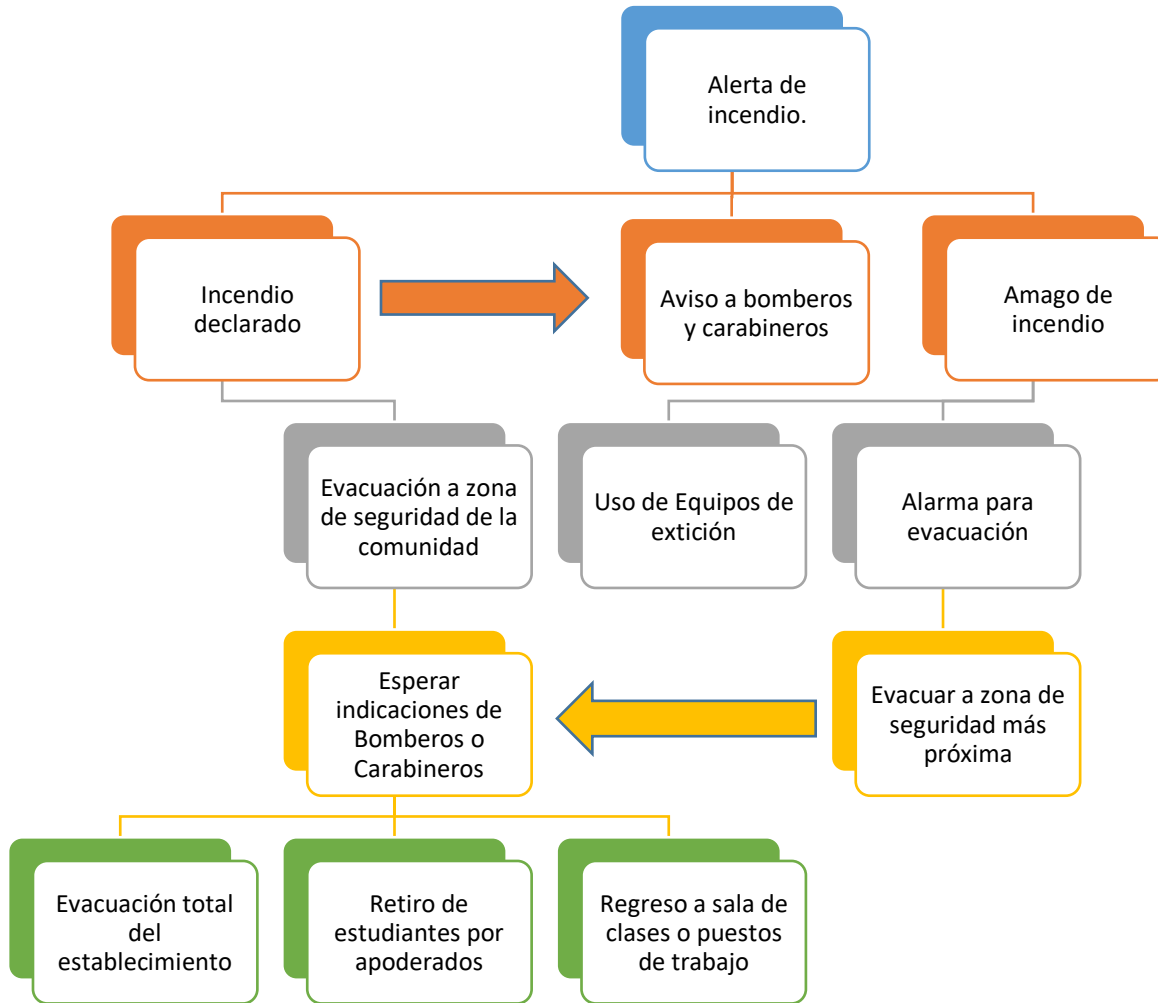 Alerta de
incendio.
Incendio
declarado
Aviso a bomberos
y carabineros
Amago de
incendio
Evacuación a zona
de seguridad de la
comunidad
Uso de Equipos de
extición
Alarma para
evacuación
Esperar
indicaciones de
Bomberos o
Carabineros
Evacuar a zona de
seguridad más
próxima
Evacuación total
del
establecimiento
Retiro de
estudiantes por
apoderados
Regreso a sala de
clases o puestos
de trabajo